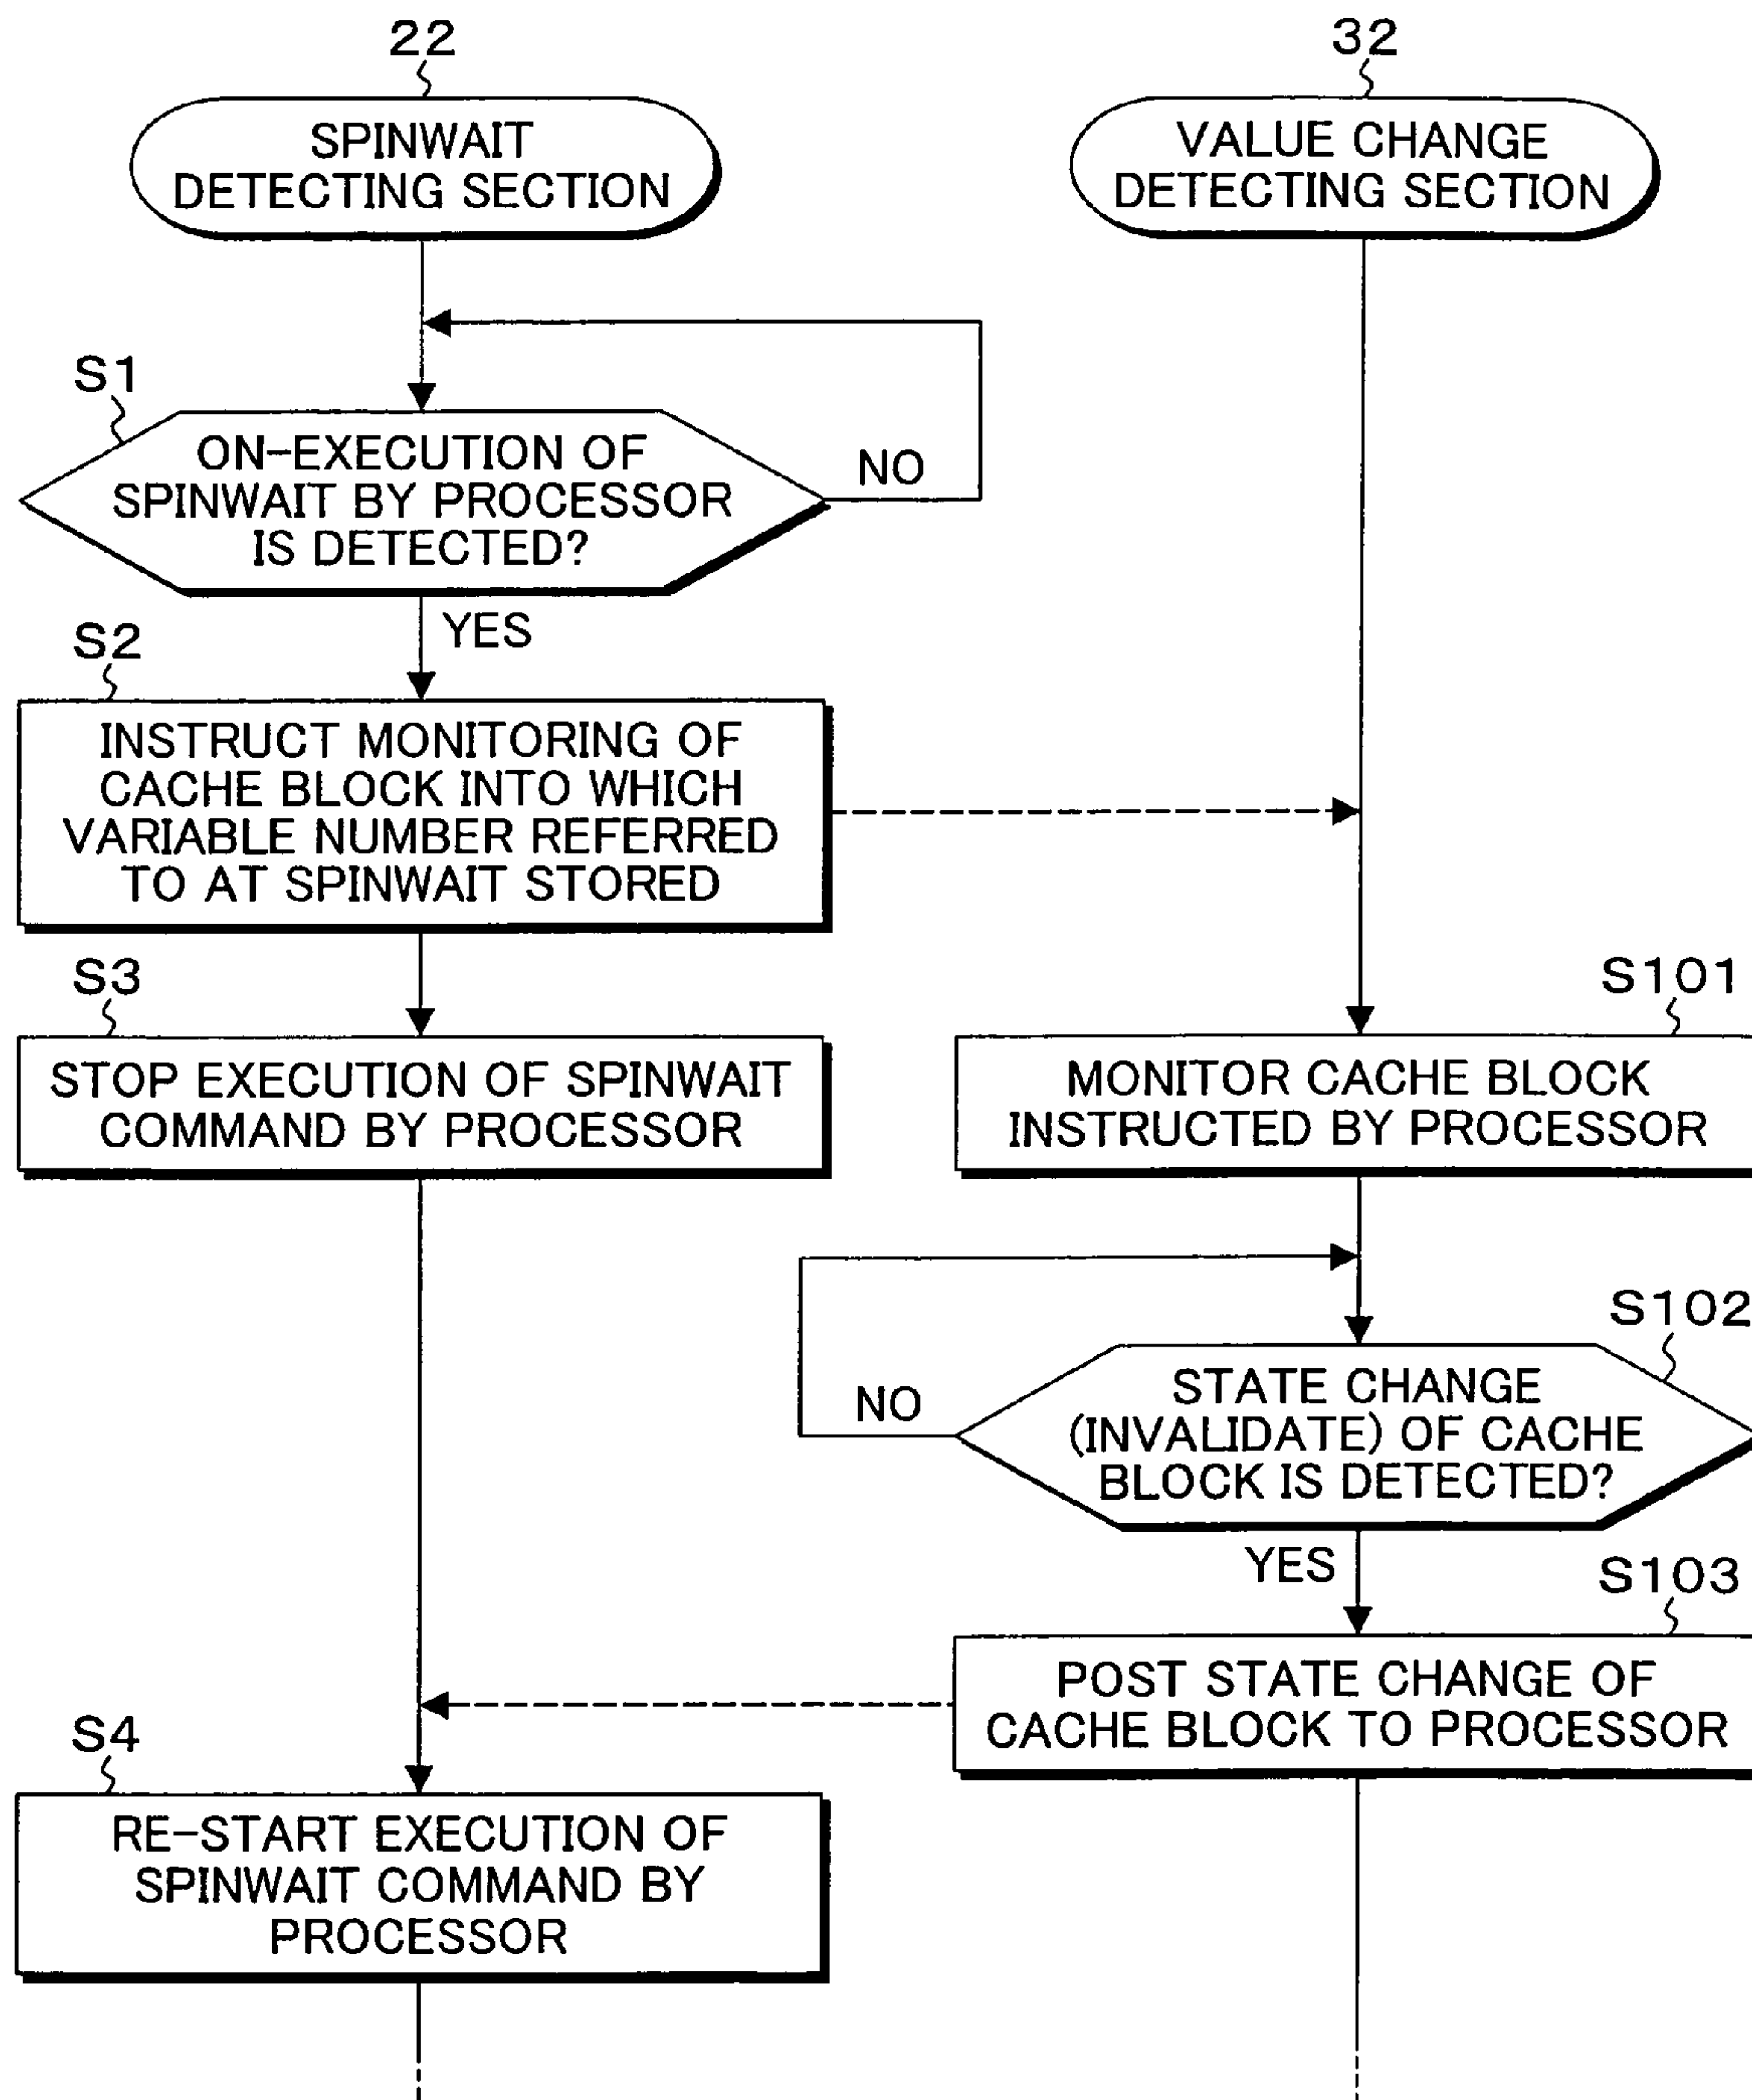 22
SPINWAIT
DETECTING SECTION
S1
ON-EXECUTION OF
SPINWAIT BY PROCESSOR
IS DETECTED?
NO
YES
S2
INSTRUCT MONITORING OF
CACHE BLOCK INTO WHICH
VARIABLE NUMBER REFERRED
TO AT SPINWAIT STORED
S3
STOP EXECUTION OF SPINWAIT
COMMAND BY PROCESSOR
S4
RE-START EXECUTION OF
SPINWAIT COMMAND BY
PROCESSOR
32
VALUE CHANGE
DETECTING SECTION
S101
MONITOR CACHE BLOCK
INSTRUCTED BY PROCESSOR
S102
STATE CHANGE
(INVALIDATE) OF CACHE
BLOCK IS DETECTED?
NO
YES
S103
POST STATE CHANGE OF
CACHE BLOCK TO PROCESSOR